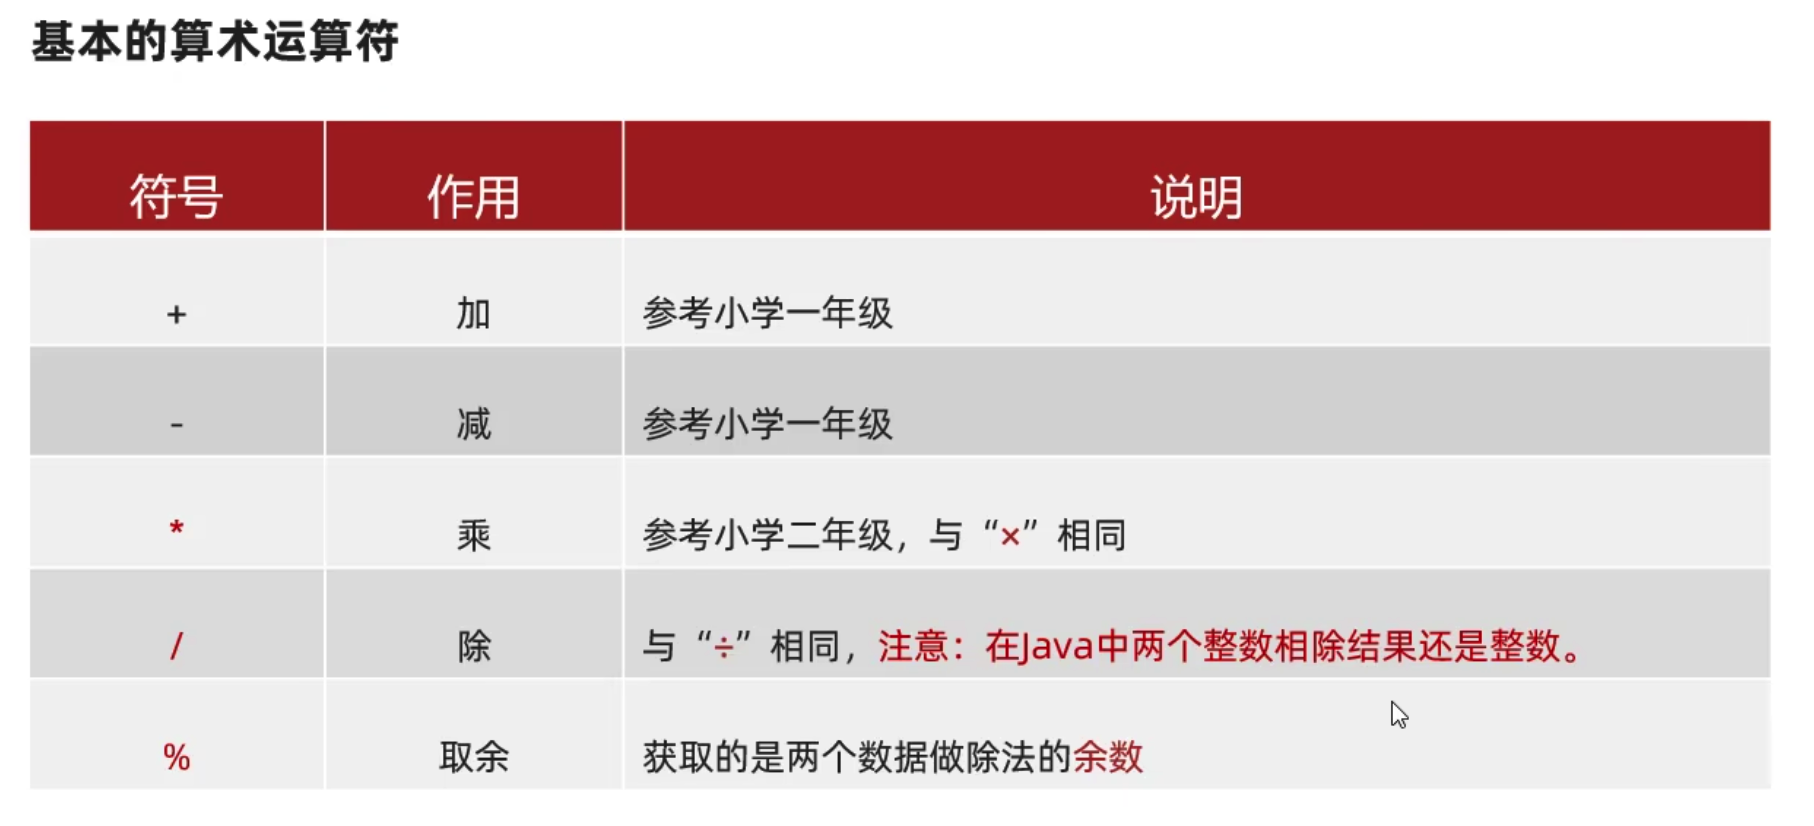 基本的算术运算符
符号 作用 说明
+ 加 参考小学一年级
- 减 参考小学一年级
* 乘 参考小学二年级，与“×”相同
/ 除 与“÷”相同，注意：在Java中两个整数相除结果还是整数。
% 取余 获取的是两个数据做除法的余数